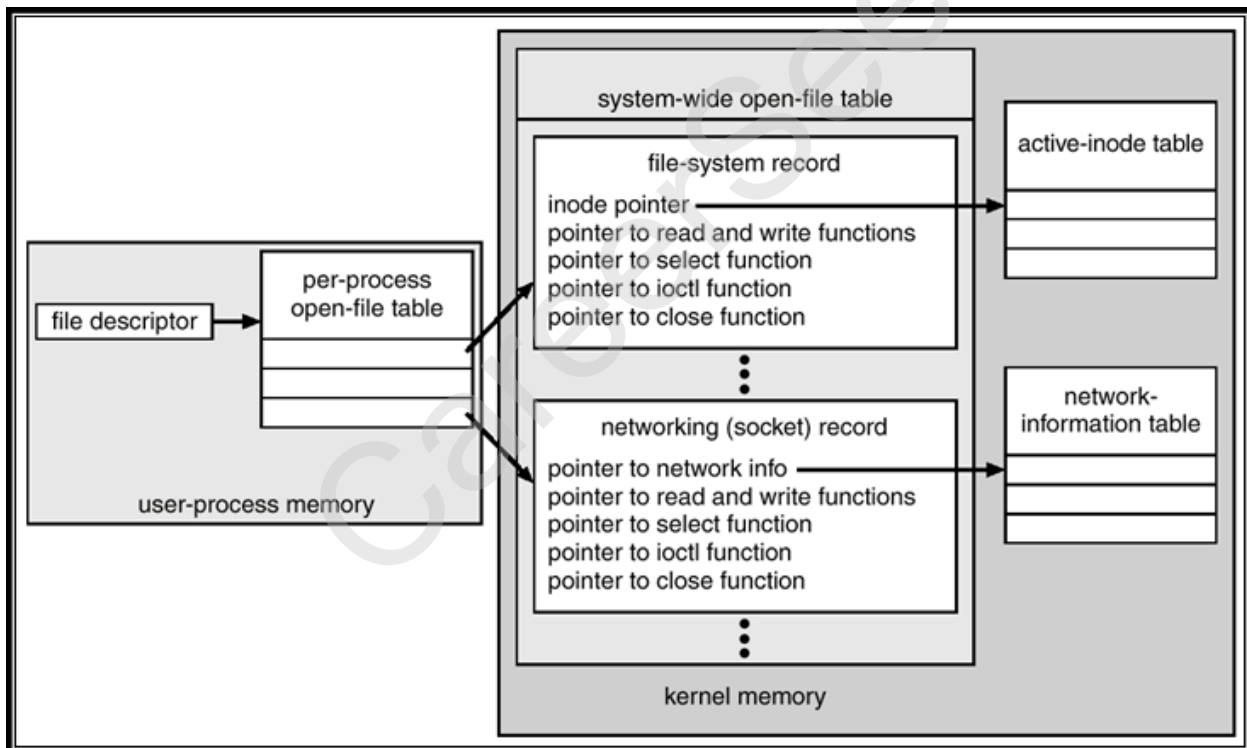 system-wide open-file table
file-system record
inode pointer
pointer to read and write functions
pointer to select function
pointer to ioctl function
pointer to close function
active-inode table
file descriptor
per-process
open-file table
user-process memory
networking (socket) record
pointer to network info
pointer to read and write functions
pointer to select function
pointer to ioctl function
pointer to close function
network-
information table
kernel memory